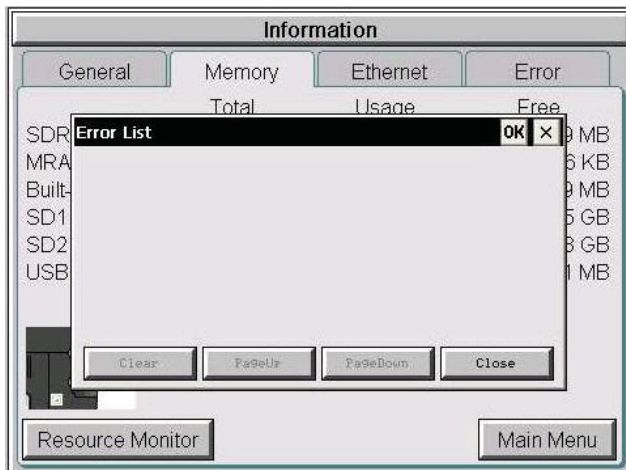 Information
General Memory Ethernet Error
Total Usage Free
SDR
MRA
Built-
SD1
SD2
USB
9 MB
6 KB
9 MB
5 GB
3 GB
1 MB
Error List OK ×
Clear PageUp PageDown Close
Resource Monitor Main Menu